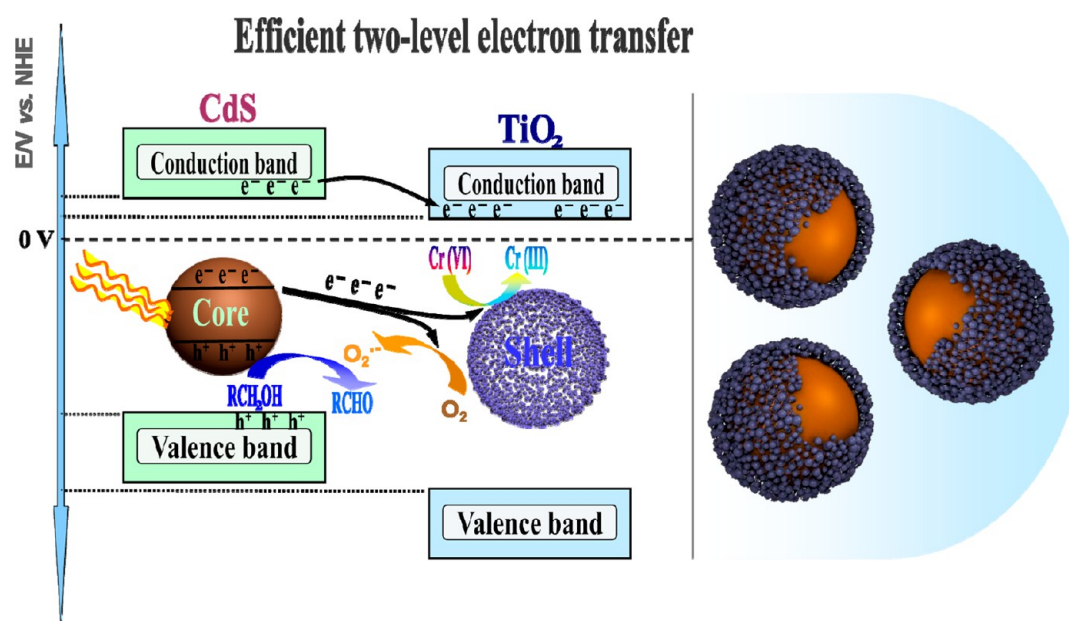 Efficient two-level electron transfer
E/V vs. NHE
CdS
TiO₂
Conduction band
e⁻ e⁻ e⁻
Conduction band
e⁻ e⁻ e⁻ e⁻ e⁻ e⁻
0 V
Cr(VI) Cr(III)
e⁻ e⁻ e⁻
e⁻ e⁻ e⁻
Core
Shell
h⁺ h⁺ h⁺
O₂·⁻
RCH₂OH RCHO O₂
h⁺ h⁺ h⁺
Valence band
Valence band